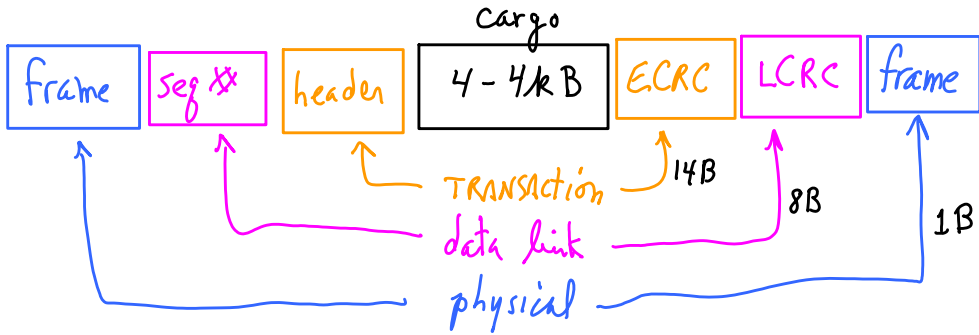 cargo
frame seq # header 4-4kB ECRC LCRC frame
TRANSACTION 14B
data link 8B
physical 1B